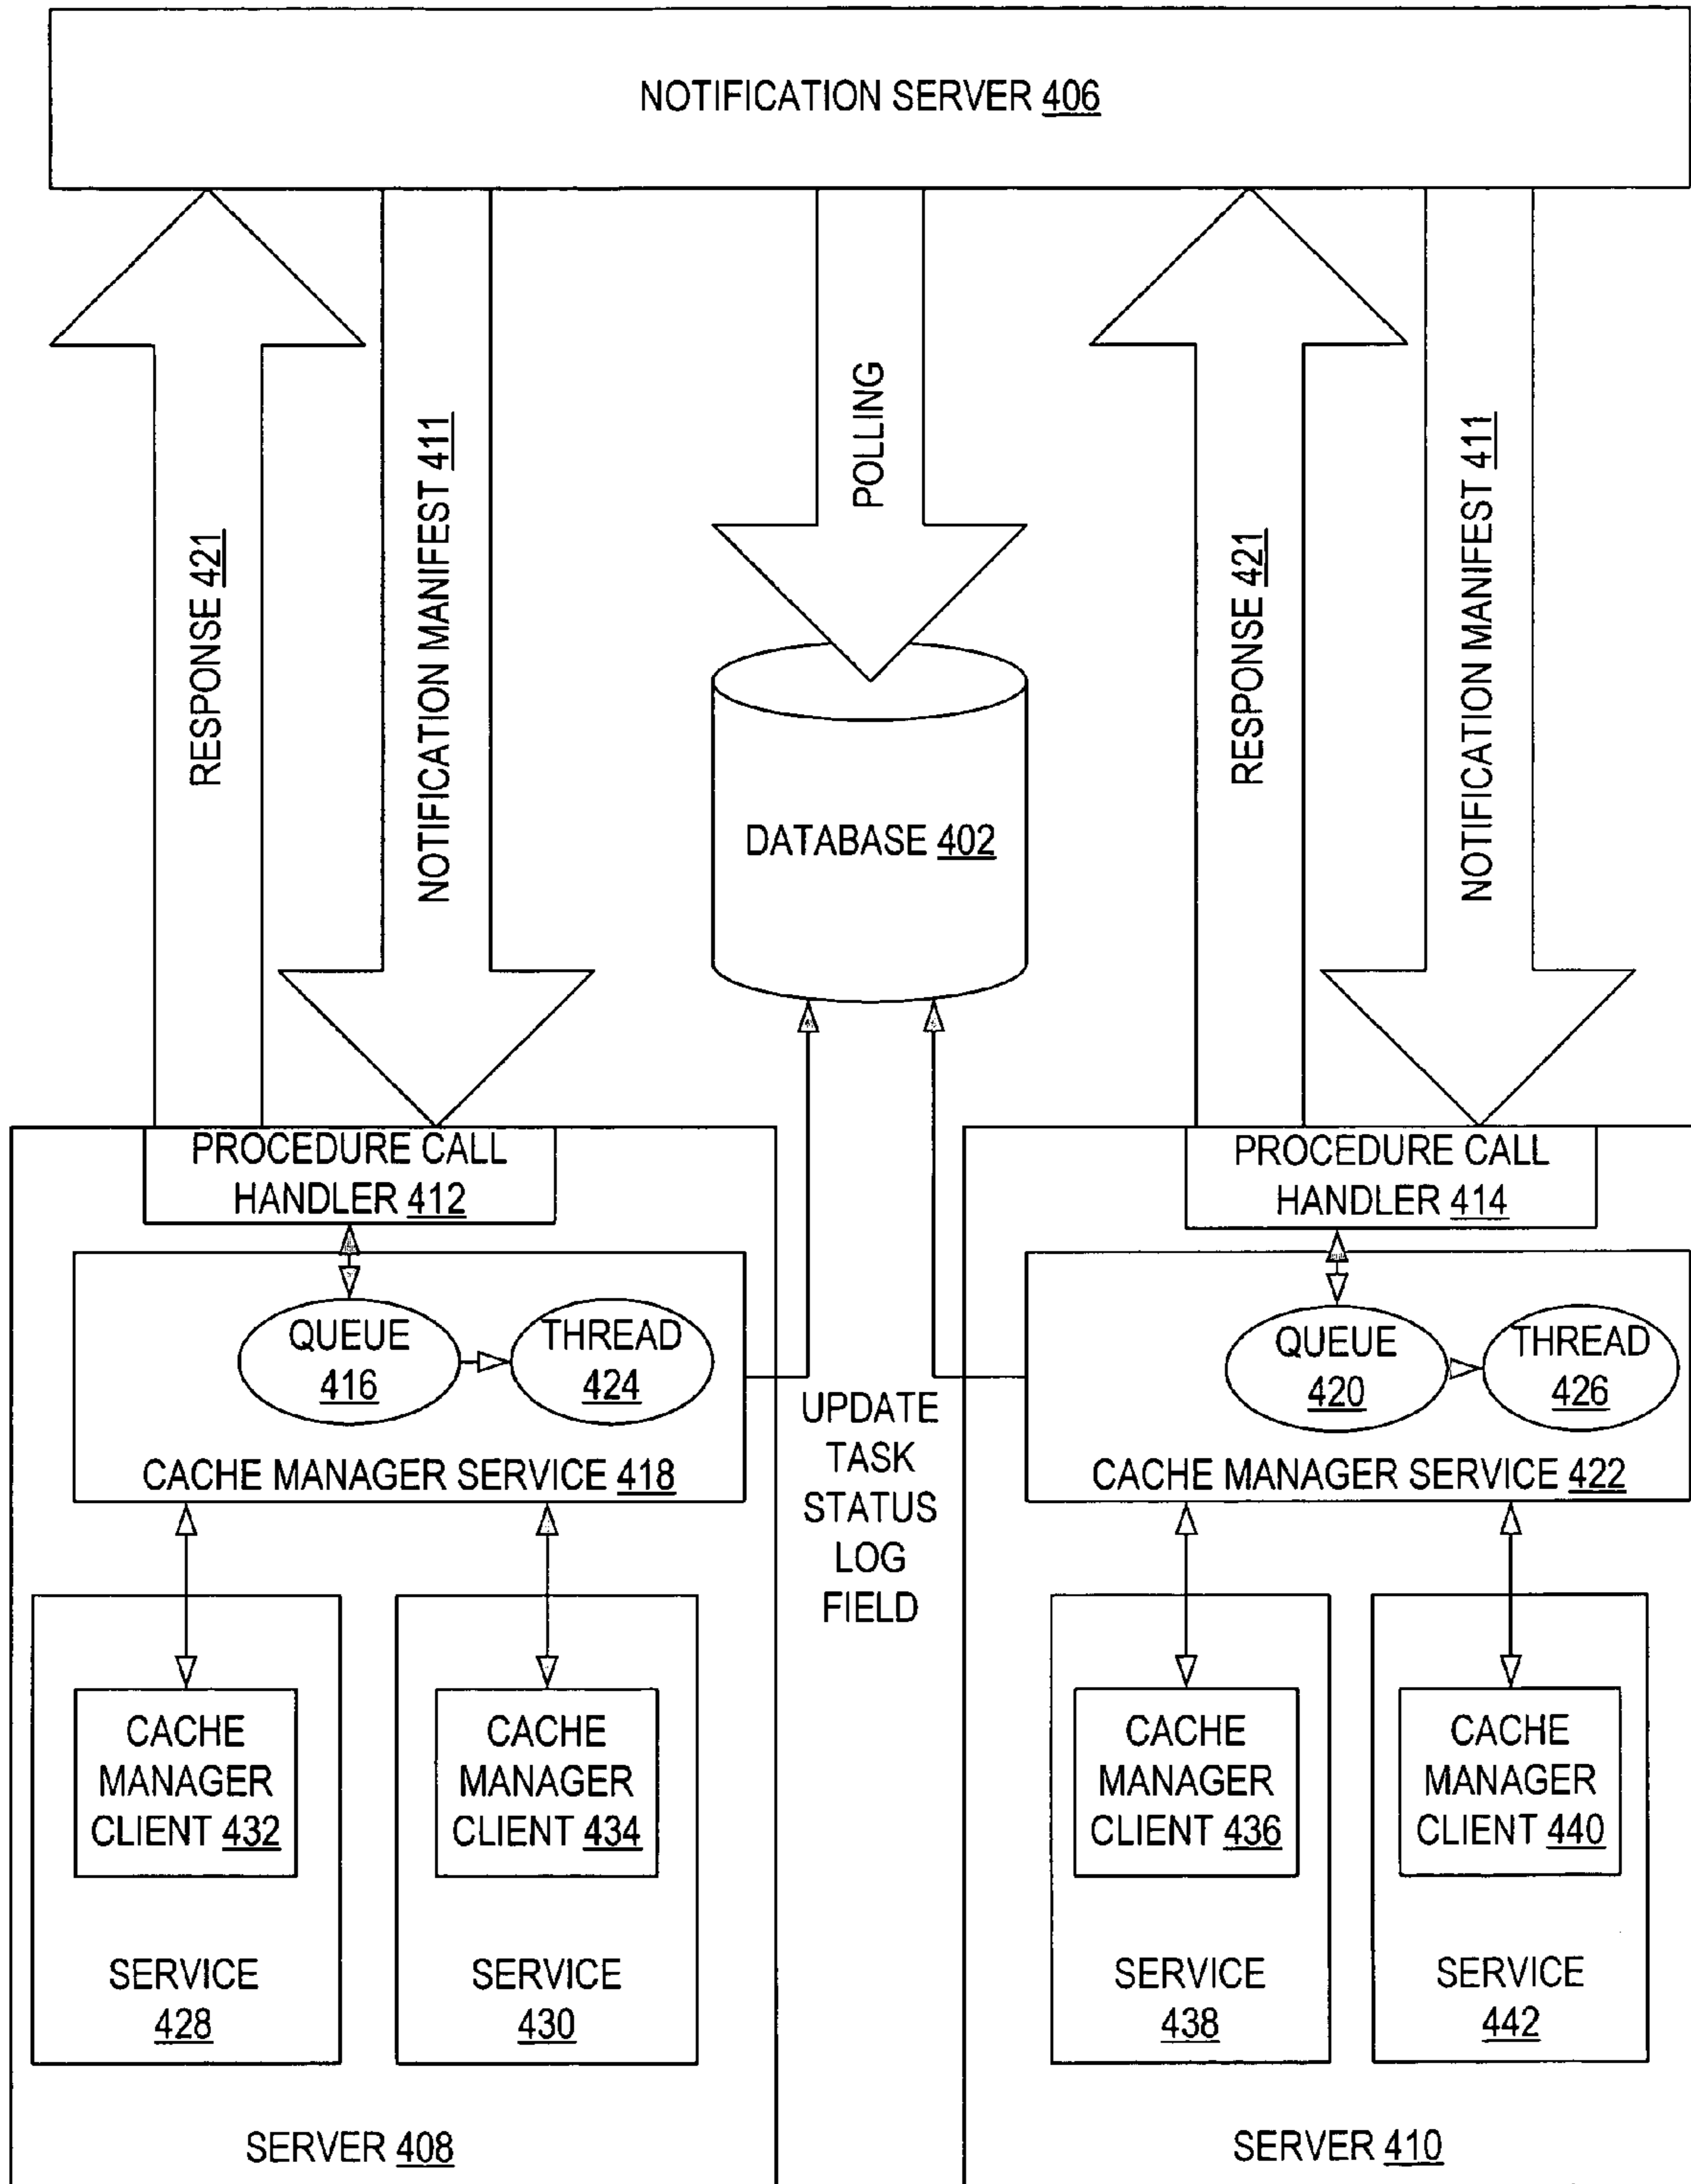 NOTIFICATION SERVER 406
RESPONSE 421
NOTIFICATION MANIFEST 411
POLLING
RESPONSE 421
NOTIFICATION MANIFEST 411
DATABASE 402
PROCEDURE CALL
HANDLER 412
QUEUE
416
THREAD
424
CACHE MANAGER SERVICE 418
UPDATE
TASK
STATUS
LOG
FIELD
PROCEDURE CALL
HANDLER 414
QUEUE
420
THREAD
426
CACHE MANAGER SERVICE 422
CACHE
MANAGER
CLIENT 432
SERVICE
428
CACHE
MANAGER
CLIENT 434
SERVICE
430
CACHE
MANAGER
CLIENT 436
SERVICE
438
CACHE
MANAGER
CLIENT 440
SERVICE
442
SERVER 408
SERVER 410